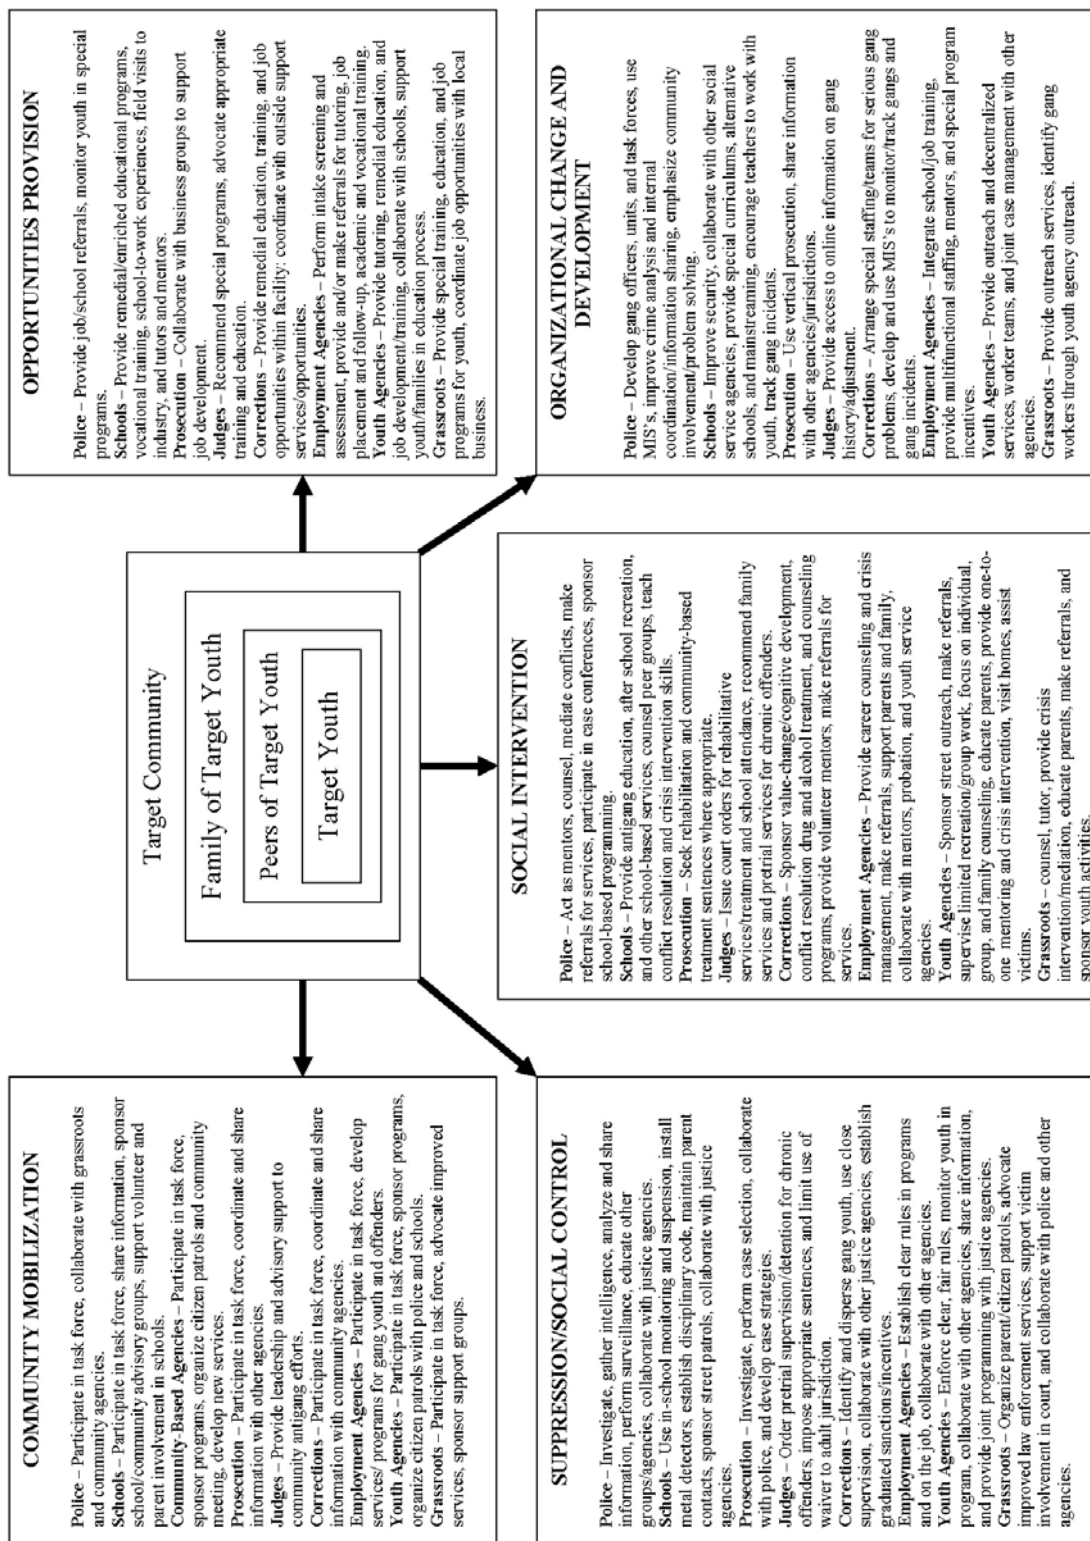 COMMUNITY MOBILIZATION
Police – Participate in task force, collaborate with grassroots
and community agencies.
Schools – Participate in task force, share information, sponsor
school/community advisory groups, support volunteer and
parent involvement in schools.
Community-Based Agencies – Participate in task force,
sponsor programs, organize citizen patrols and community
meeting, develop new services.
Prosecution – Participate in task force, coordinate and share
information with other agencies.
Judges – Provide leadership and advisory support to
community antigang efforts.
Corrections – Participate in task force, coordinate and share
information with community agencies.
Employment Agencies – Participate in task force, develop
services/ programs for gang youth and offenders.
Youth Agencies – Participate in task force, sponsor programs,
organize citizen patrols with police and schools.
Grassroots – Participate in task force, advocate improved
services, sponsor support groups.
Target Community
Family of Target Youth
Peers of Target Youth
Target Youth
OPPORTUNITIES PROVISION
Police – Provide job/school referrals, monitor youth in special
programs.
Schools – Provide remedial/enriched educational programs,
vocational training, school-to-work experiences, field visits to
industry, and tutors and mentors.
Prosecution – Collaborate with business groups to support
job development.
Judges – Recommend special programs, advocate appropriate
training and education.
Corrections – Provide remedial education, training, and job
opportunities within facility; coordinate with outside support
services/opportunities.
Employment Agencies – Perform intake screening and
assessment, provide and/or make referrals for tutoring, job
placement and follow-up, academic and vocational training.
Youth Agencies – Provide tutoring, remedial education, and
job development/training, collaborate with schools, support
youth/families in education process.
Grassroots – Provide special training, education, and job
programs for youth, coordinate job opportunities with local
business.
SUPPRESSION/SOCIAL CONTROL
Police – Investigate, gather intelligence, analyze and share
information, perform surveillance, educate other
groups/agencies, collaborate with justice agencies.
Schools – Use in-school monitoring and suspension, install
metal detectors, establish disciplinary code, maintain parent
contacts, sponsor street patrols, collaborate with justice
agencies.
Prosecution – Investigate, perform case selection, collaborate
with police, and develop case strategies.
Judges – Order pretrial supervision/detention for chronic
offenders, impose appropriate sentences, and limit use of
waiver to adult jurisdiction.
Corrections – Identify and disperse gang youth, use close
supervision, collaborate with other justice agencies, establish
graduated sanctions/incentives.
Employment Agencies – Establish clear rules in programs
and on the job, collaborate with other agencies.
Youth Agencies – Enforce clear, fair rules, monitor youth in
program, collaborate with other agencies, share information,
and provide joint programming with justice agencies.
Grassroots – Organize parent/citizen patrols, advocate
improved law enforcement services, support victim
involvement in court, and collaborate with police and other
agencies.
SOCIAL INTERVENTION
Police – Act as mentors, counsel, mediate conflicts, make
referrals for services, participate in case conferences, sponsor
school-based programming.
Schools – Provide antigang education, after school recreation,
and other school-based services, counsel peer groups, teach
conflict resolution and crisis intervention skills.
Prosecution – Seek rehabilitation and community-based
treatment sentences where appropriate.
Judges – Issue court orders for rehabilitative
services/treatment and school attendance, recommend family
services and pretrial services for chronic offenders.
Corrections – Sponsor value-change/cognitive development,
conflict resolution drug and alcohol treatment, and counseling
programs, provide volunteer mentors, make referrals for
services.
Employment Agencies – Provide career counseling and crisis
management, make referrals, support parents and family,
collaborate with mentors, probation, and youth service
agencies.
Youth Agencies – Sponsor street outreach, make referrals,
supervise limited recreation/group work, focus on individual,
group, and family counseling, educate parents, provide one-to-
one mentoring and crisis intervention, visit homes, assist
victims.
Grassroots – counsel, tutor, provide crisis
intervention/mediation, educate parents, make referrals, and
sponsor youth activities.
ORGANIZATIONAL CHANGE AND
DEVELOPMENT
Police – Develop gang officers, units, and task forces, use
MIS's, improve crime analysis and internal
coordination/information sharing, emphasize community
involvement/problem solving.
Schools – Improve security, collaborate with other social
service agencies, provide special curriculums, alternative
schools, and mainstreaming, encourage teachers to work with
youth, track gang incidents.
Prosecution – Use vertical prosecution, share information
with other agencies/jurisdictions.
Judges – Provide access to online information on gang
history/adjustment.
Corrections – Arrange special staffing/teams for serious gang
problems, develop and use MIS's to monitor/track gangs and
gang incidents.
Employment Agencies – Integrate school/job training,
provide multifunctional staffing, mentors, and special program
incentives.
Youth Agencies – Provide outreach and decentralized
services, worker teams, and joint case management with other
agencies.
Grassroots – Provide outreach services, identify gang
workers through youth agency outreach.